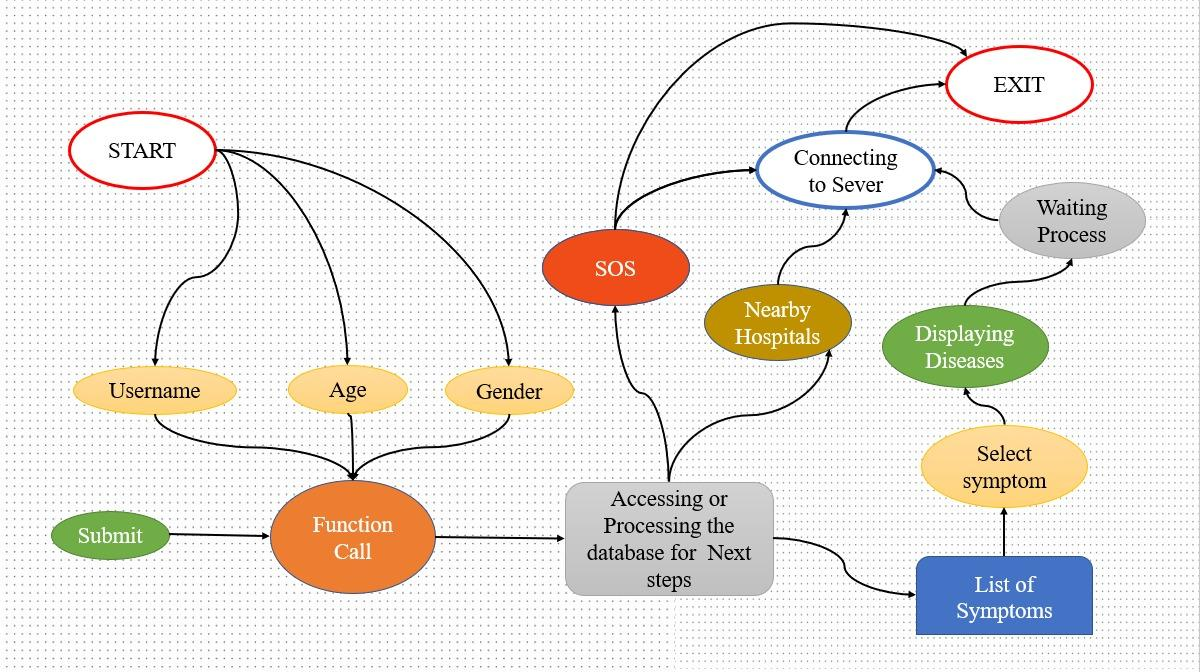 START
Username
Age
Gender
Submit
Function
Call
Accessing or
Processing the
database for  Next
steps
SOS
Nearby
Hospitals
List of
Symptoms
Select
symptom
Displaying
Diseases
Waiting
Process
Connecting
to Sever
EXIT